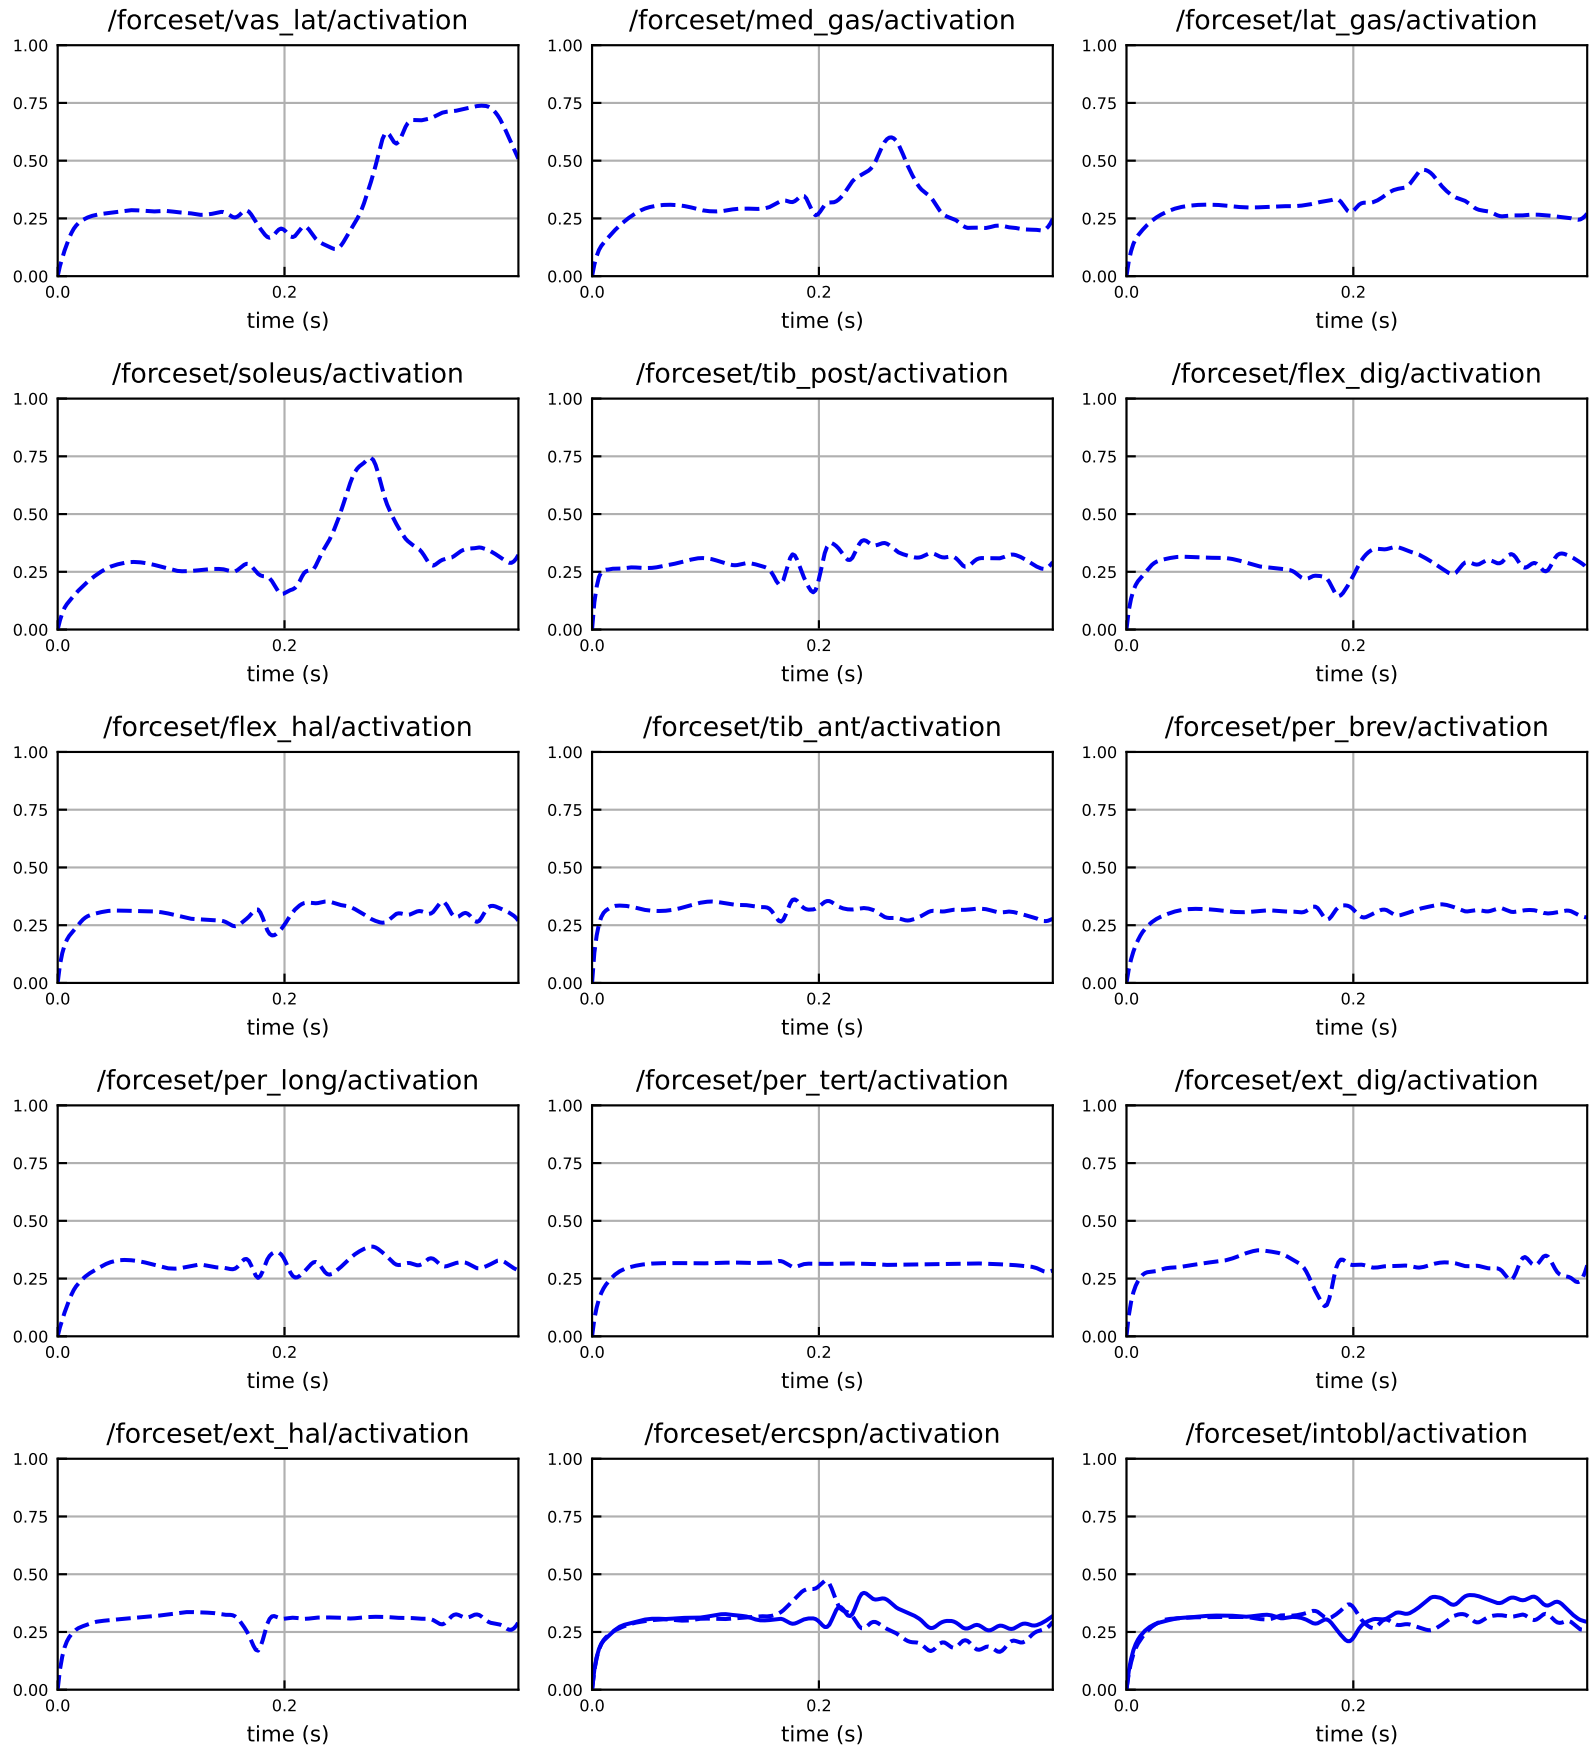 /forceset/vas_lat/activation /forceset/med_gas/activation /forceset/lat_gas/activation
1.00 1.00 1.00
0.75 0.75 0.75
0.50 0.50 0.50
0.25 0.25 0.25
0.00 0.00 0.00
0.0 0.2 0.0 0.2 0.0 0.2
time (s) time (s) time (s)
/forceset/soleus/activation /forceset/tib_post/activation /forceset/flex_dig/activation
1.00 1.00 1.00
0.75 0.75 0.75
0.50 0.50 0.50
0.25 0.25 0.25
0.00 0.00 0.00
0.0 0.2 0.0 0.2 0.0 0.2
time (s) time (s) time (s)
/forceset/flex_hal/activation /forceset/tib_ant/activation /forceset/per_brev/activation
1.00 1.00 1.00
0.75 0.75 0.75
0.50 0.50 0.50
0.25 0.25 0.25
0.00 0.00 0.00
0.0 0.2 0.0 0.2 0.0 0.2
time (s) time (s) time (s)
/forceset/per_long/activation /forceset/per_tert/activation /forceset/ext_dig/activation
1.00 1.00 1.00
0.75 0.75 0.75
0.50 0.50 0.50
0.25 0.25 0.25
0.00 0.00 0.00
0.0 0.2 0.0 0.2 0.0 0.2
time (s) time (s) time (s)
/forceset/ext_hal/activation /forceset/ercspn/activation /forceset/intobl/activation
1.00 1.00 1.00
0.75 0.75 0.75
0.50 0.50 0.50
0.25 0.25 0.25
0.00 0.00 0.00
0.0 0.2 0.0 0.2 0.0 0.2
time (s) time (s) time (s)